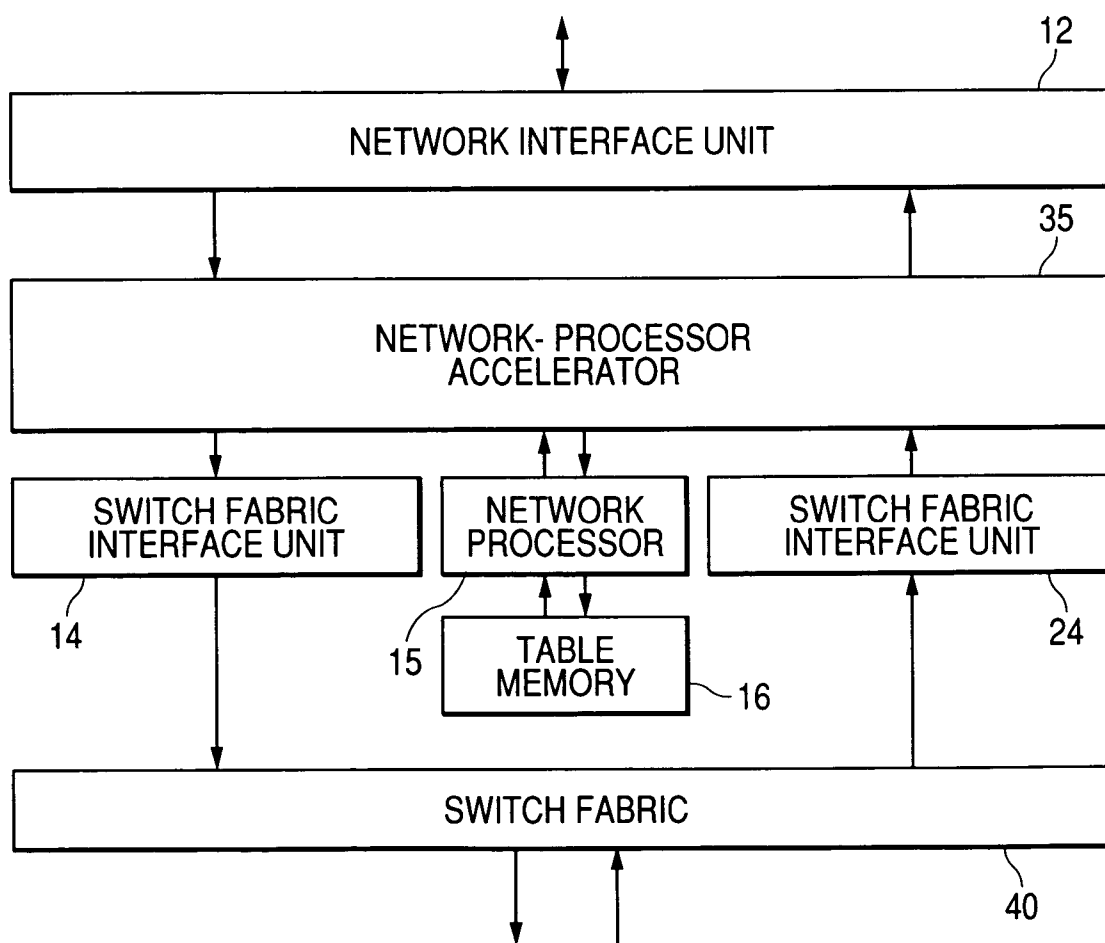 12
NETWORK INTERFACE UNIT
35
NETWORK- PROCESSOR
ACCELERATOR
SWITCH FABRIC
INTERFACE UNIT
NETWORK
PROCESSOR
SWITCH FABRIC
INTERFACE UNIT
14
15
24
TABLE
MEMORY
16
SWITCH FABRIC
40